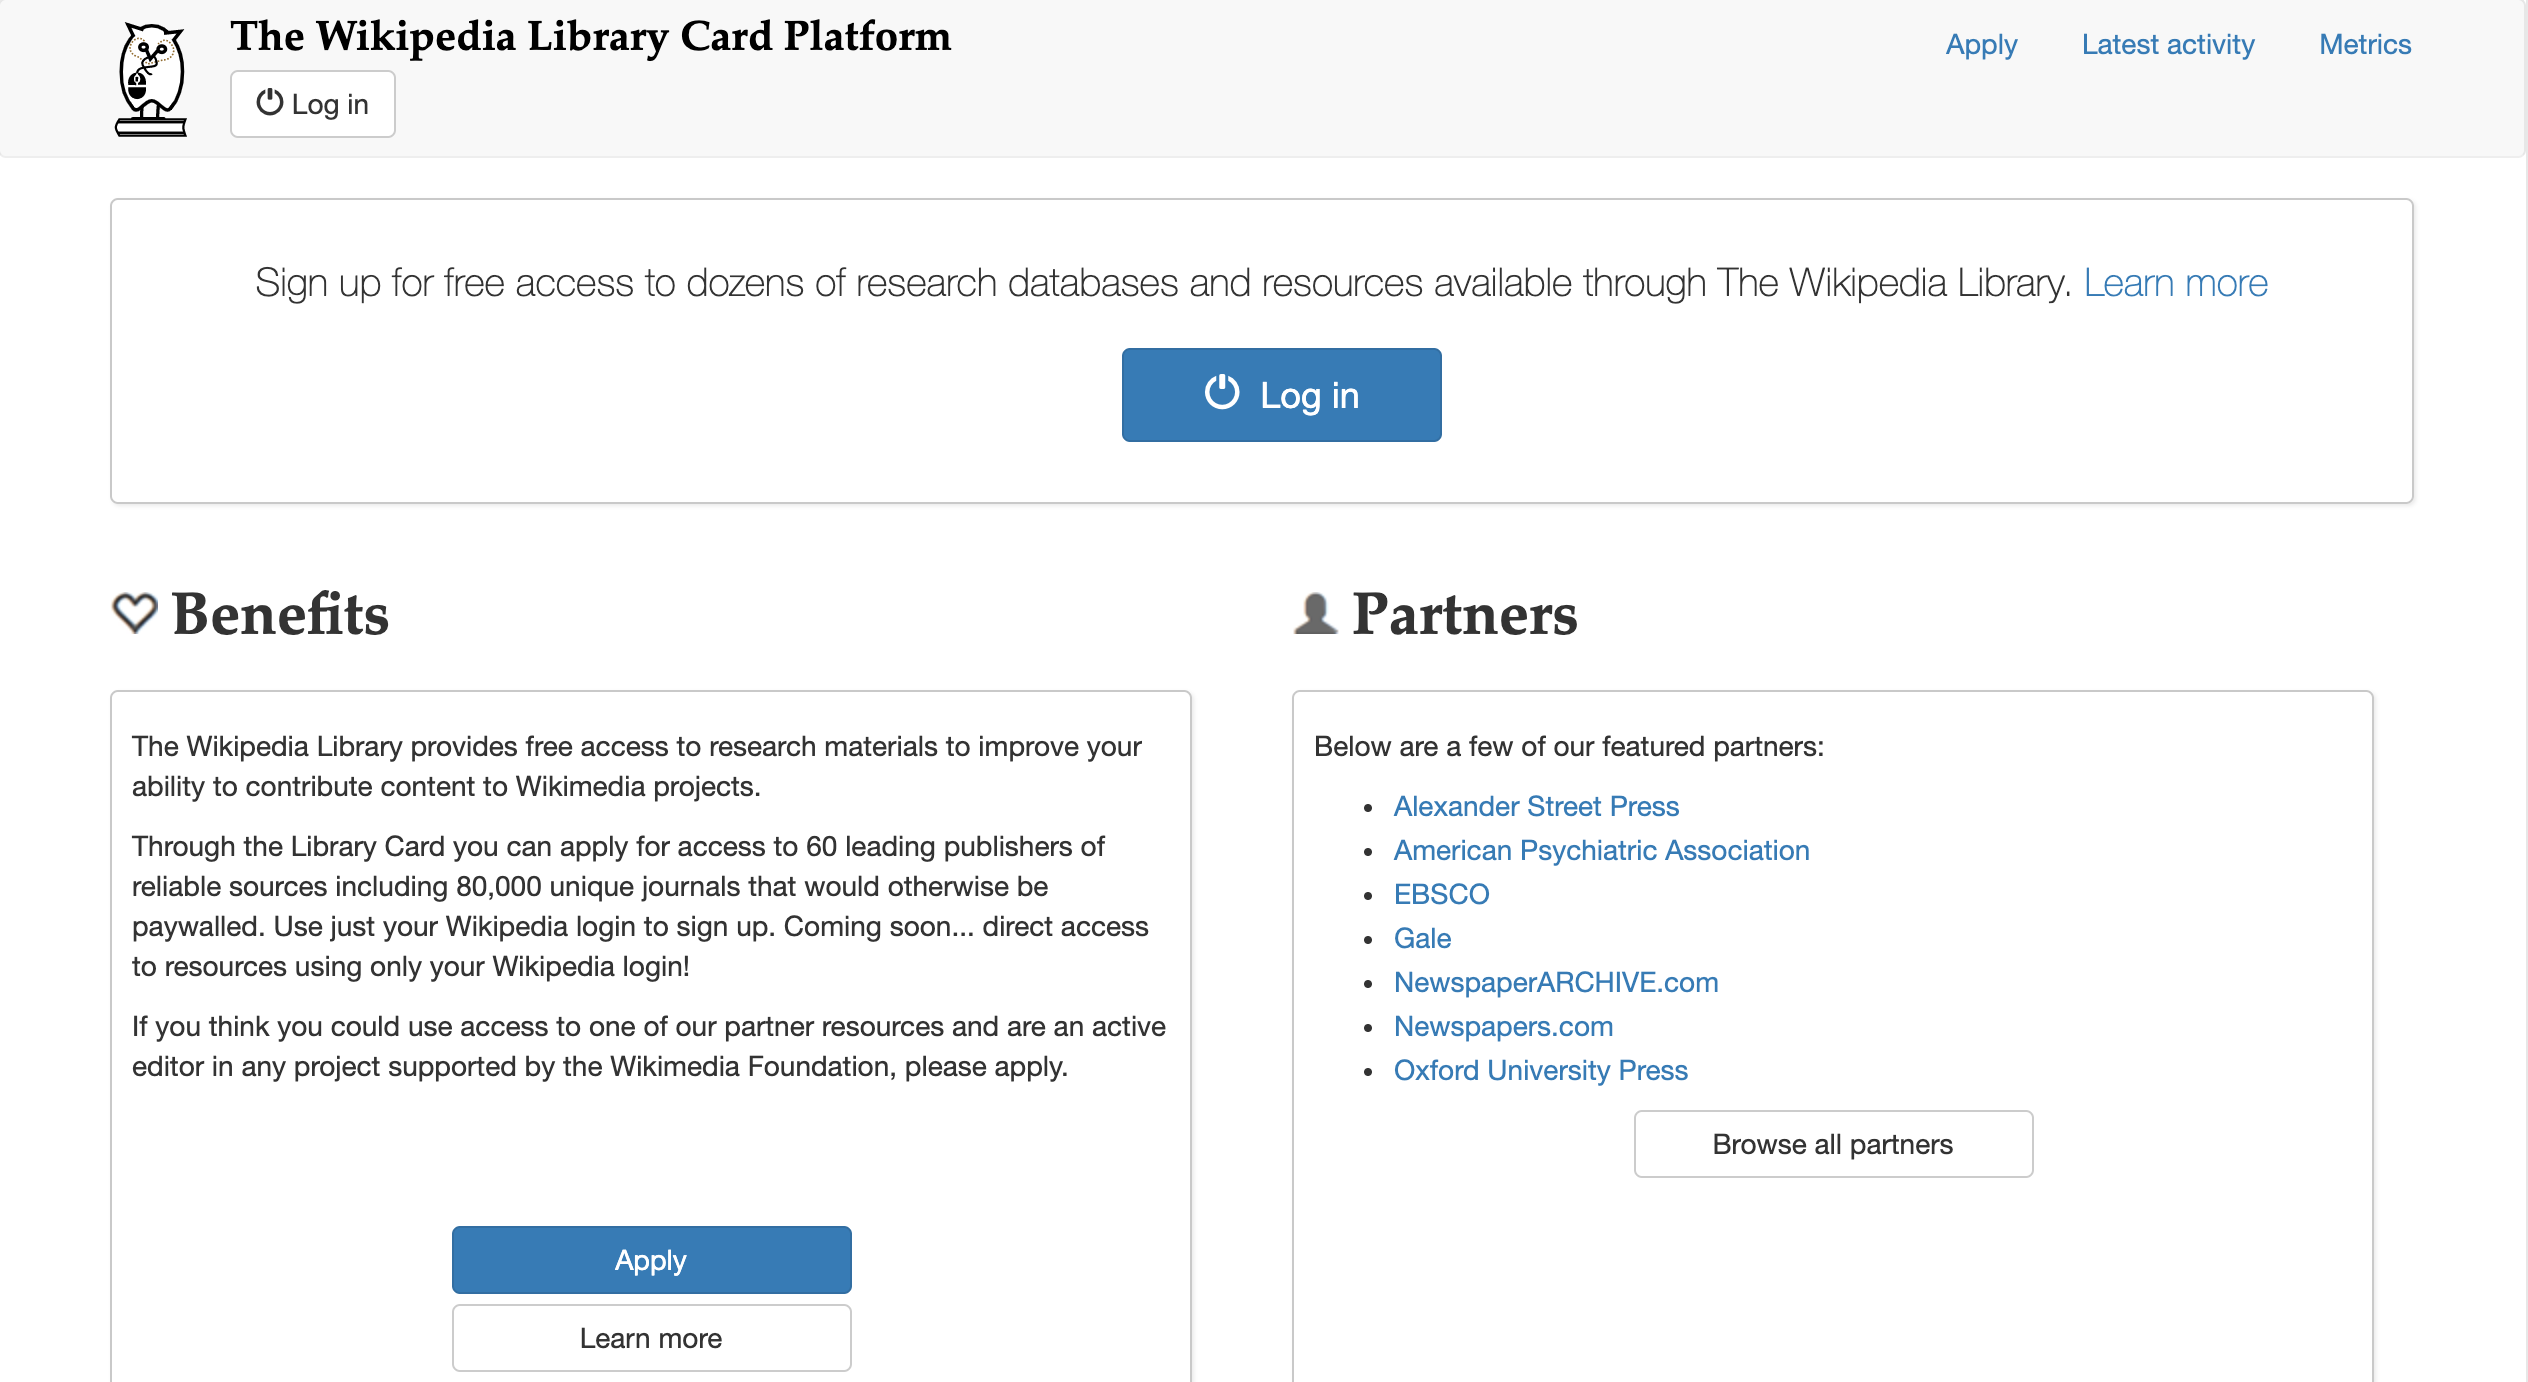 The Wikipedia Library Card Platform
Log in
Apply
Latest activity
Metrics
Sign up for free access to dozens of research databases and resources available through The Wikipedia Library. Learn more
Log in
Benefits
The Wikipedia Library provides free access to research materials to improve your
ability to contribute content to Wikimedia projects.
Through the Library Card you can apply for access to 60 leading publishers of
reliable sources including 80,000 unique journals that would otherwise be
paywalled. Use just your Wikipedia login to sign up. Coming soon... direct access
to resources using only your Wikipedia login!
If you think you could use access to one of our partner resources and are an active
editor in any project supported by the Wikimedia Foundation, please apply.
Apply
Learn more
Partners
Below are a few of our featured partners:
Alexander Street Press
American Psychiatric Association
EBSCO
Gale
NewspaperARCHIVE.com
Newspapers.com
Oxford University Press
Browse all partners